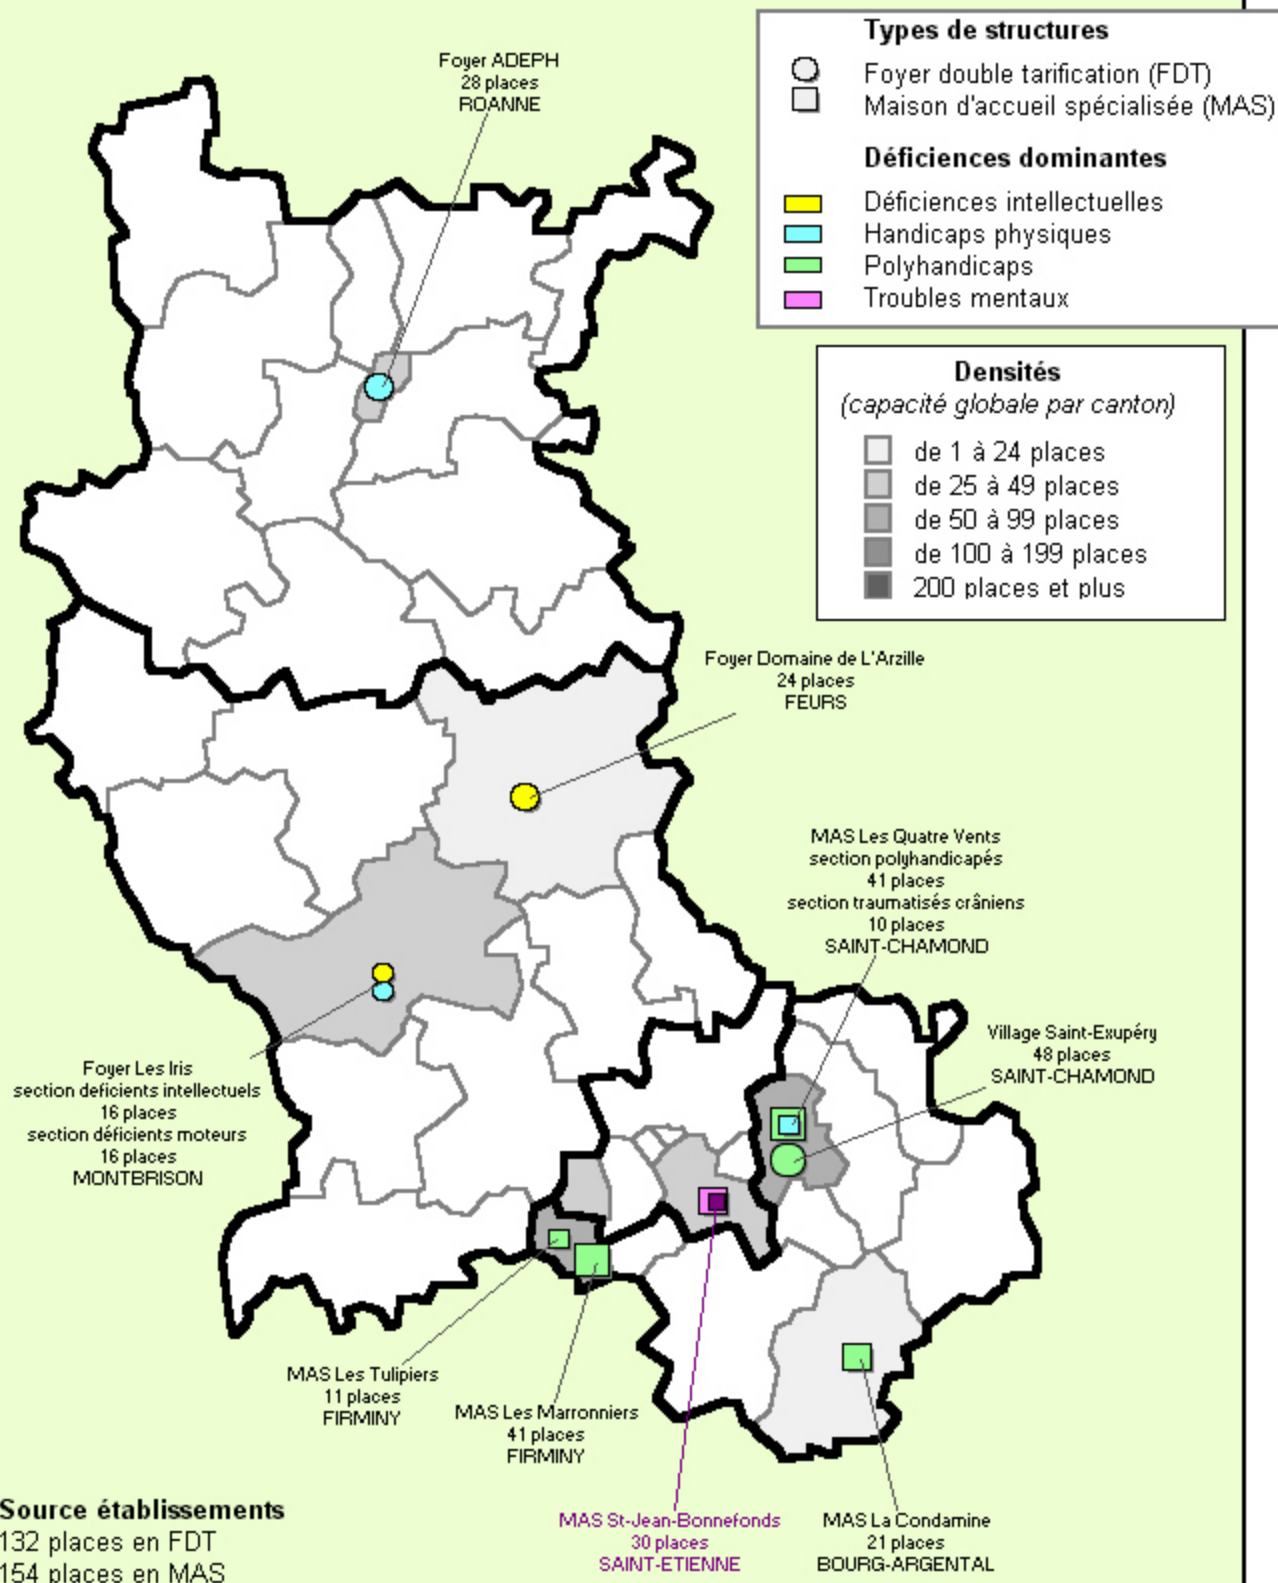 Types de structures
Foyer double tarification (FDT)
Maison d'accueil spécialisée (MAS)
Déficiences dominantes
Déficiences intellectuelles
Handicaps physiques
Polyhandicaps
Troubles mentaux
Densités
(capacité globale par canton)
de 1 à 24 places
de 25 à 49 places
de 50 à 99 places
de 100 à 199 places
200 places et plus
Foyer ADEPH
28 places
ROANNE
Foyer Domaine de L'Arzille
24 places
FEURS
MAS Les Quatre Vents
section polyhandicapés
41 places
section traumatisés crâniens
10 places
SAINT-CHAMOND
Village Saint-Exupéry
48 places
SAINT-CHAMOND
Foyer Les Iris
section deficients intellectuels
16 places
section déficients moteurs
16 places
MONTBRISON
MAS Les Tulipiers
11 places
FIRMINY
MAS Les Marronniers
41 places
FIRMINY
MAS St-Jean-Bonnefonds
30 places
SAINT-ETIENNE
MAS La Condamine
21 places
BOURG-ARGENTAL
Source établissements
132 places en FDT
154 places en MAS